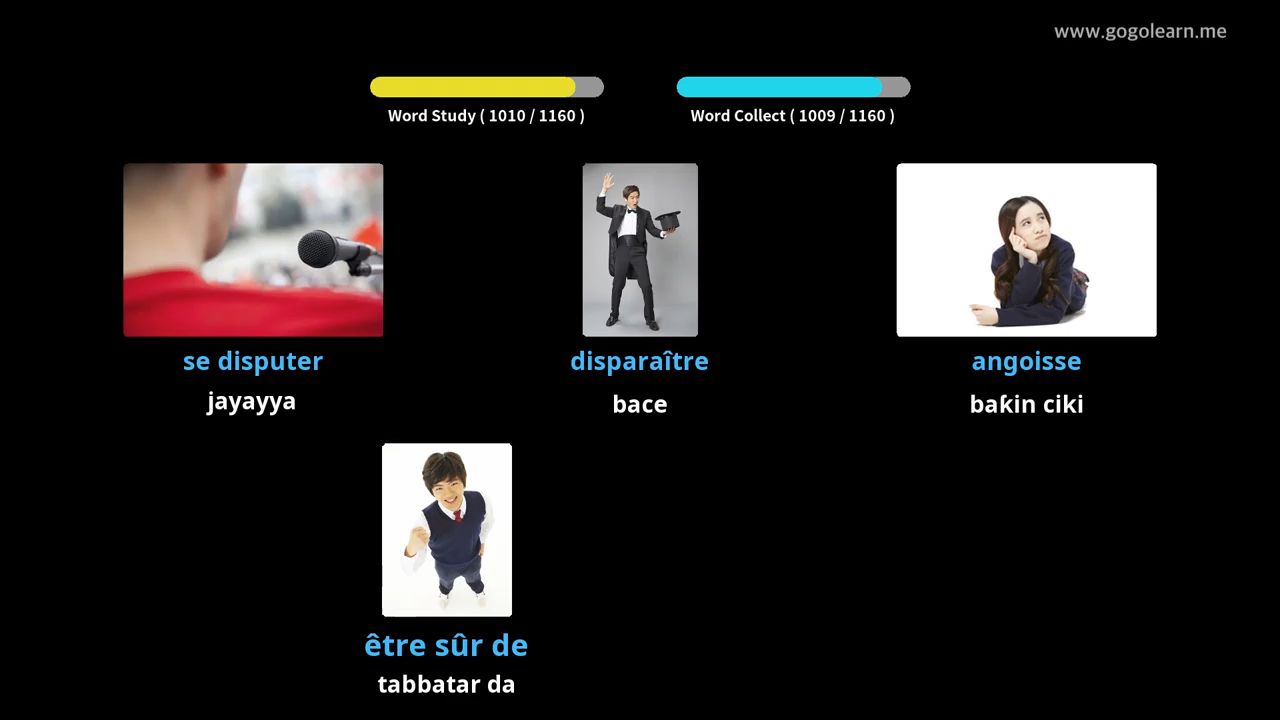 www.gogolearn.me
Word Study ( 1010 / 1160 )
Word Collect ( 1009 / 1160 )
se disputer
jayayya
disparaître
bace
angoisse
baƙin ciki
être sûr de
tabbatar da